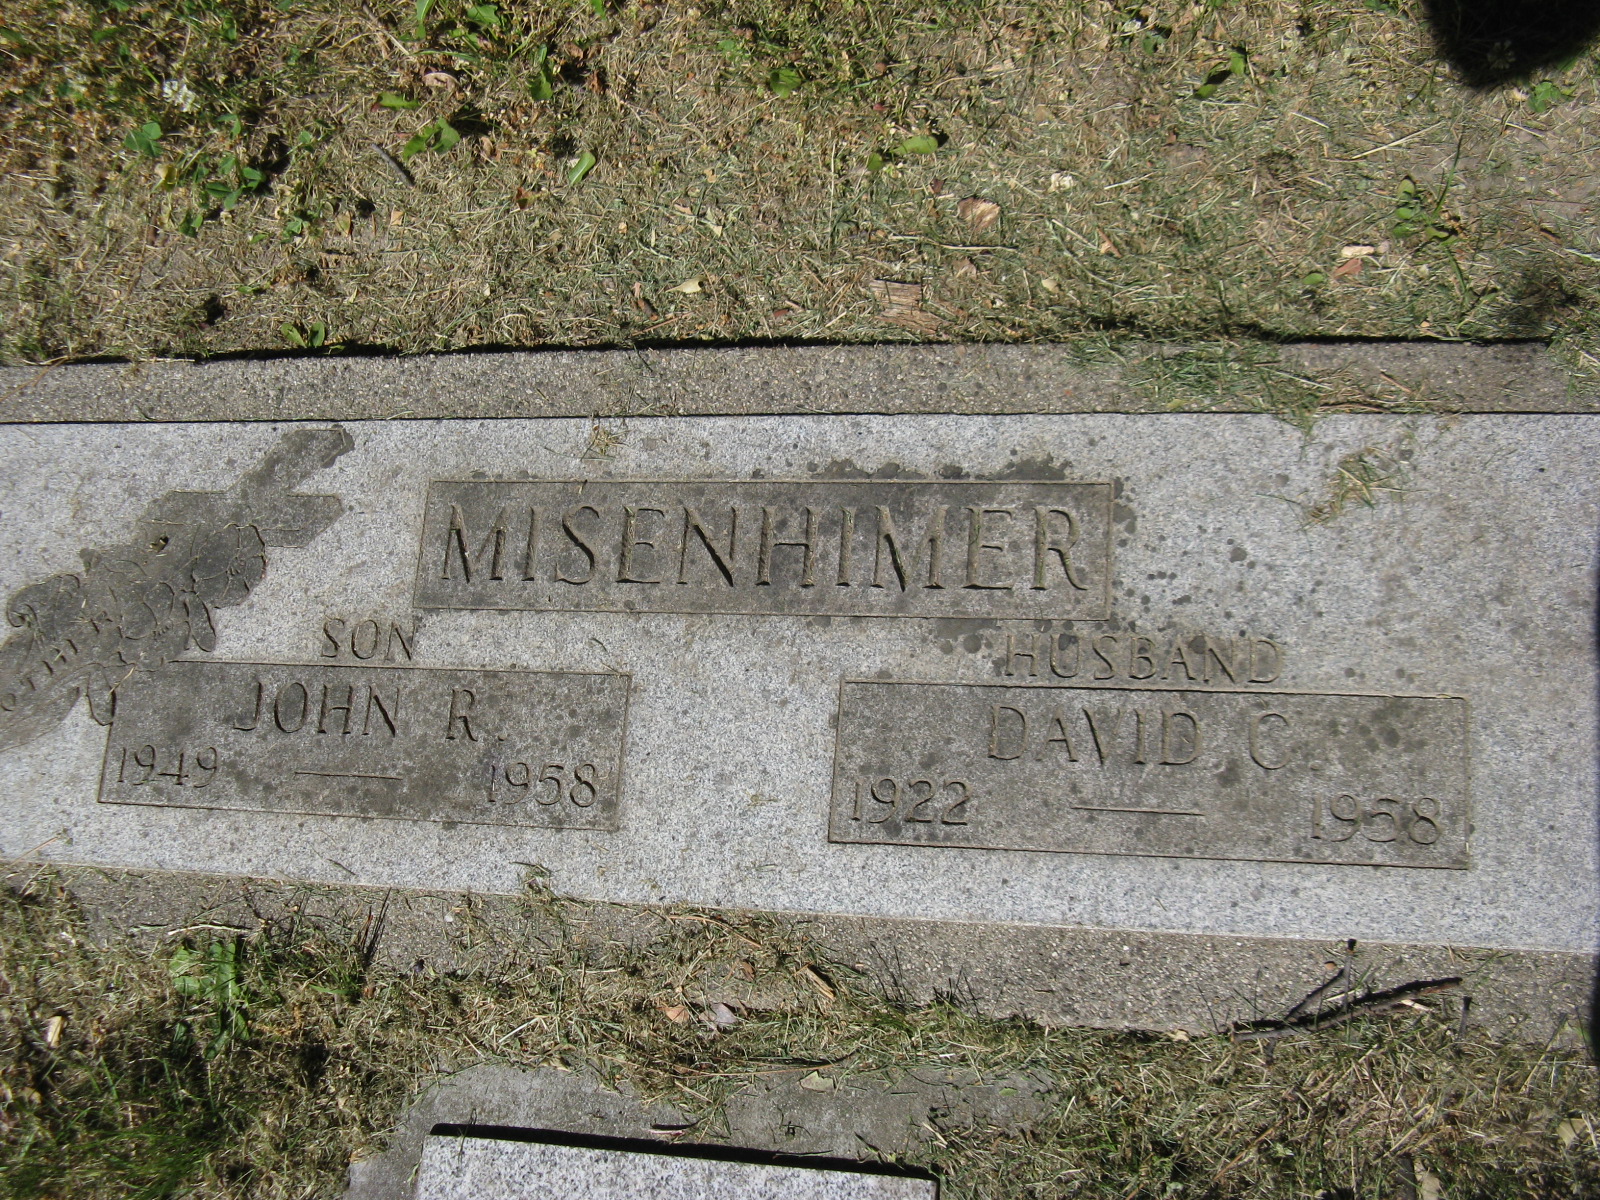 MISENHIMER
SON
JOHN R.
1949 — 1958
HUSBAND
DAVID C.
1922 — 1958